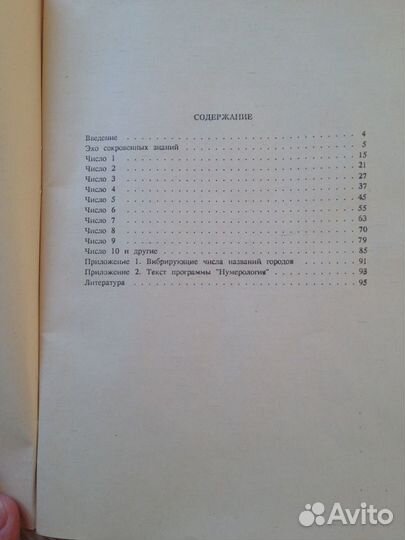 СОДЕРЖАНИЕ
Введение . . . . . . . . . . . . . . . . . . . . 4
Эхо сокровенных знаний . . . . . . . . . . . . . . . . . . . . 5
Число 1 . . . . . . . . . . . . . . . . . . . . 15
Число 2 . . . . . . . . . . . . . . . . . . . . 21
Число 3 . . . . . . . . . . . . . . . . . . . . 27
Число 4 . . . . . . . . . . . . . . . . . . . . 37
Число 5 . . . . . . . . . . . . . . . . . . . . 45
Число 6 . . . . . . . . . . . . . . . . . . . . 55
Число 7 . . . . . . . . . . . . . . . . . . . . 63
Число 8 . . . . . . . . . . . . . . . . . . . . 70
Число 9 . . . . . . . . . . . . . . . . . . . . 79
Число 10 и другие . . . . . . . . . . . . . . . . . . . . 85
Приложение 1. Вибрирующие числа названий городов . . . . . . . . 91
Приложение 2. Текст программы "Нумерология" . . . . . . . . . . 93
Литература . . . . . . . . . . . . . . . . . . . . 95
Avito